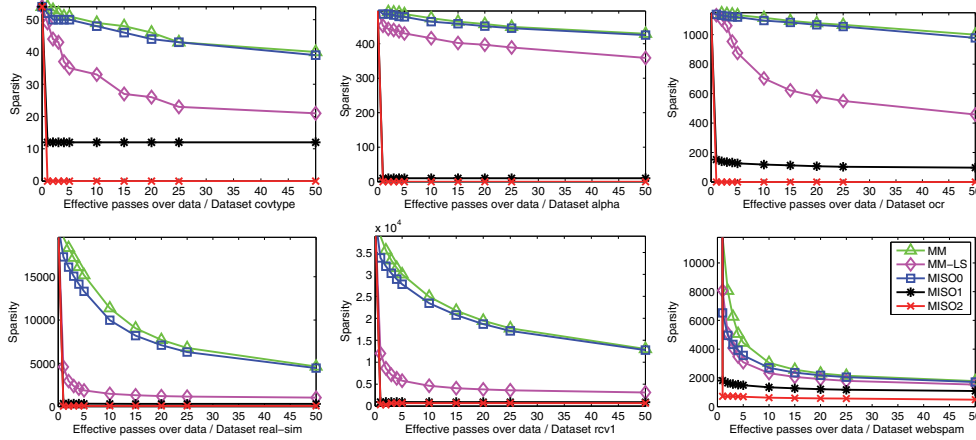 50
40
30
20
10
0
Sparsity
0 5 10 15 20 25 30 35 40 45 50
Effective passes over data / Dataset covtype
400
300
200
100
0
Sparsity
0 5 10 15 20 25 30 35 40 45 50
Effective passes over data / Dataset alpha
1000
800
600
400
200
0
Sparsity
0 5 10 15 20 25 30 35 40 45 50
Effective passes over data / Dataset ocr
15000
10000
5000
0
Sparsity
0 5 10 15 20 25 30 35 40 45 50
Effective passes over data / Dataset real-sim
x 10^4
3.5
3
2.5
2
1.5
1
0.5
0
Sparsity
0 5 10 15 20 25 30 35 40 45 50
Effective passes over data / Dataset rcv1
10000
8000
6000
4000
2000
0
Sparsity
0 5 10 15 20 25 30 35 40 45 50
Effective passes over data / Dataset webspam
MM
MM-LS
MISO0
MISO1
MISO2